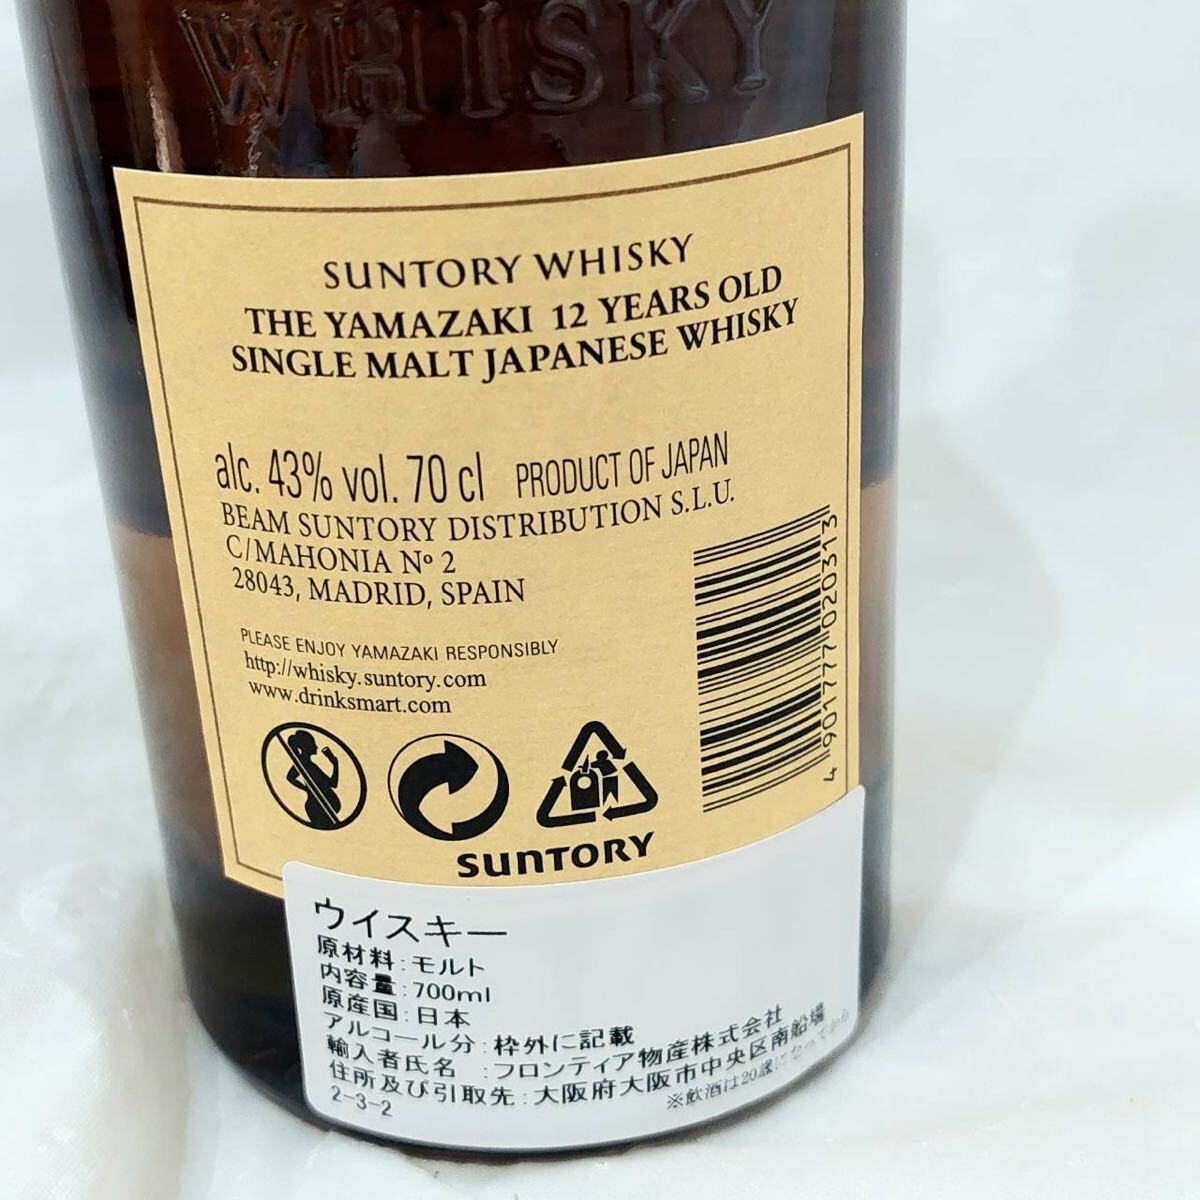 WHISKY
SUNTORY WHISKY
THE YAMAZAKI 12 YEARS OLD
SINGLE MALT JAPANESE WHISKY
alc. 43% vol. 70 cl PRODUCT OF JAPAN
BEAM SUNTORY DISTRIBUTION S.L.U.
C/MAHONIA Nº 2
28043, MADRID, SPAIN
PLEASE ENJOY YAMAZAKI RESPONSIBLY
http://whisky.suntory.com
www.drinksmart.com
4 901777 020313
SUNTORY
ウイスキー
原材料:モルト
内容量:700ml
原産国:日本
アルコール分:枠外に記載
輸入者氏名 :フロンティア物産株式会社
住所及び引取先:大阪府大阪市中央区南船場
2-3-2
※飲酒は20歳になってから